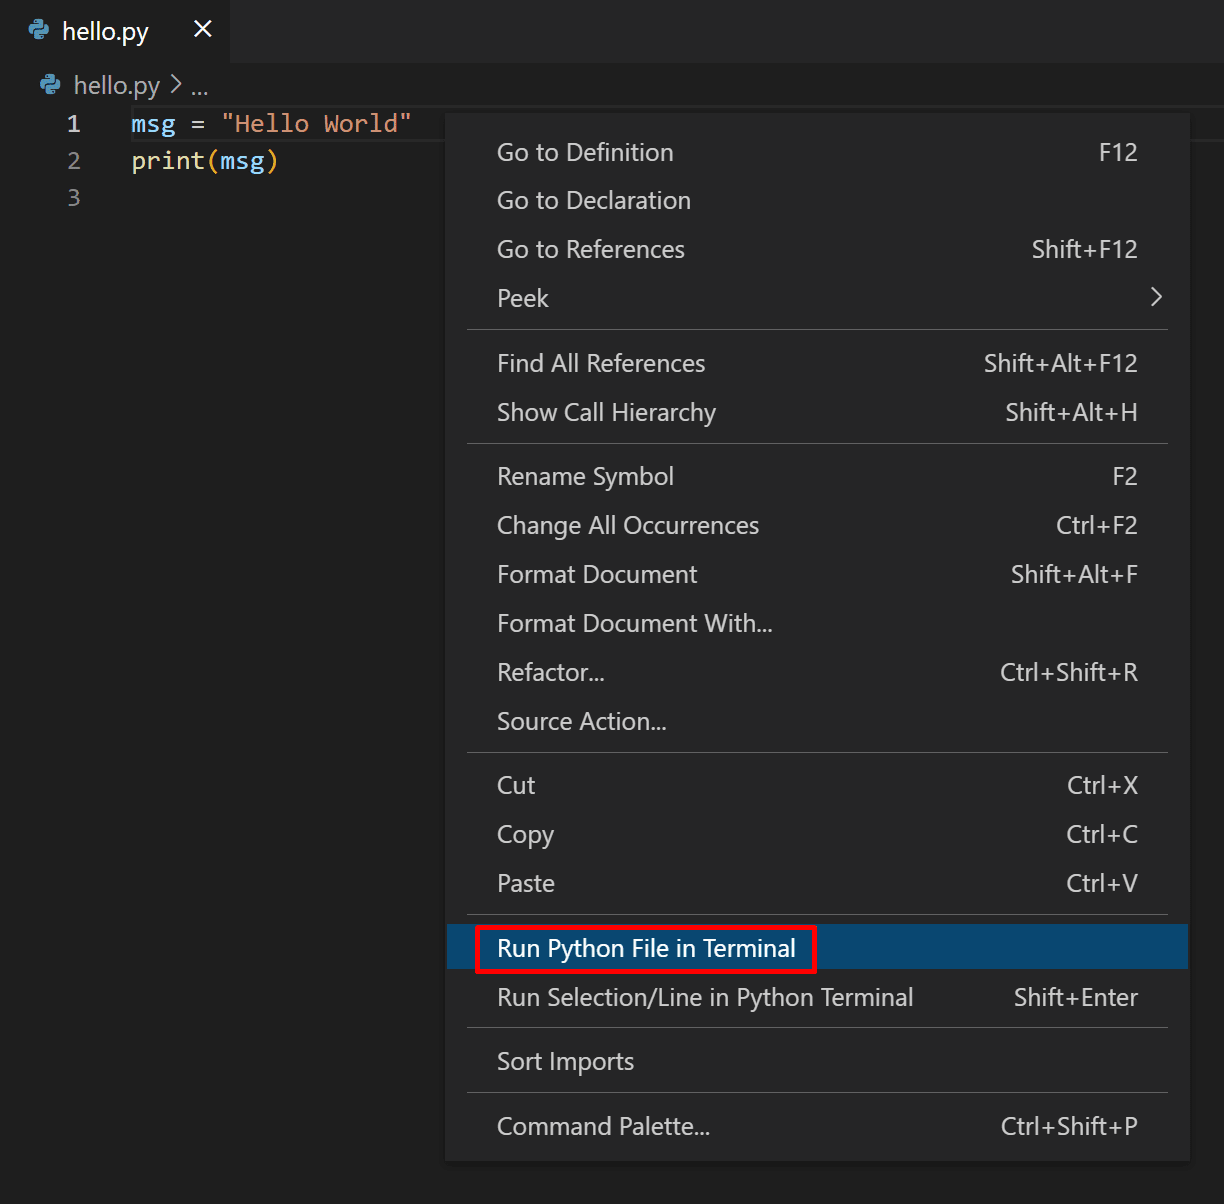 hello.py
hello.py > ...
1 msg = "Hello World"
2 print(msg)
3
Go to Definition F12
Go to Declaration
Go to References Shift+F12
Peek
Find All References Shift+Alt+F12
Show Call Hierarchy Shift+Alt+H
Rename Symbol F2
Change All Occurrences Ctrl+F2
Format Document Shift+Alt+F
Format Document With...
Refactor... Ctrl+Shift+R
Source Action...
Cut Ctrl+X
Copy Ctrl+C
Paste Ctrl+V
Run Python File in Terminal
Run Selection/Line in Python Terminal Shift+Enter
Sort Imports
Command Palette... Ctrl+Shift+P